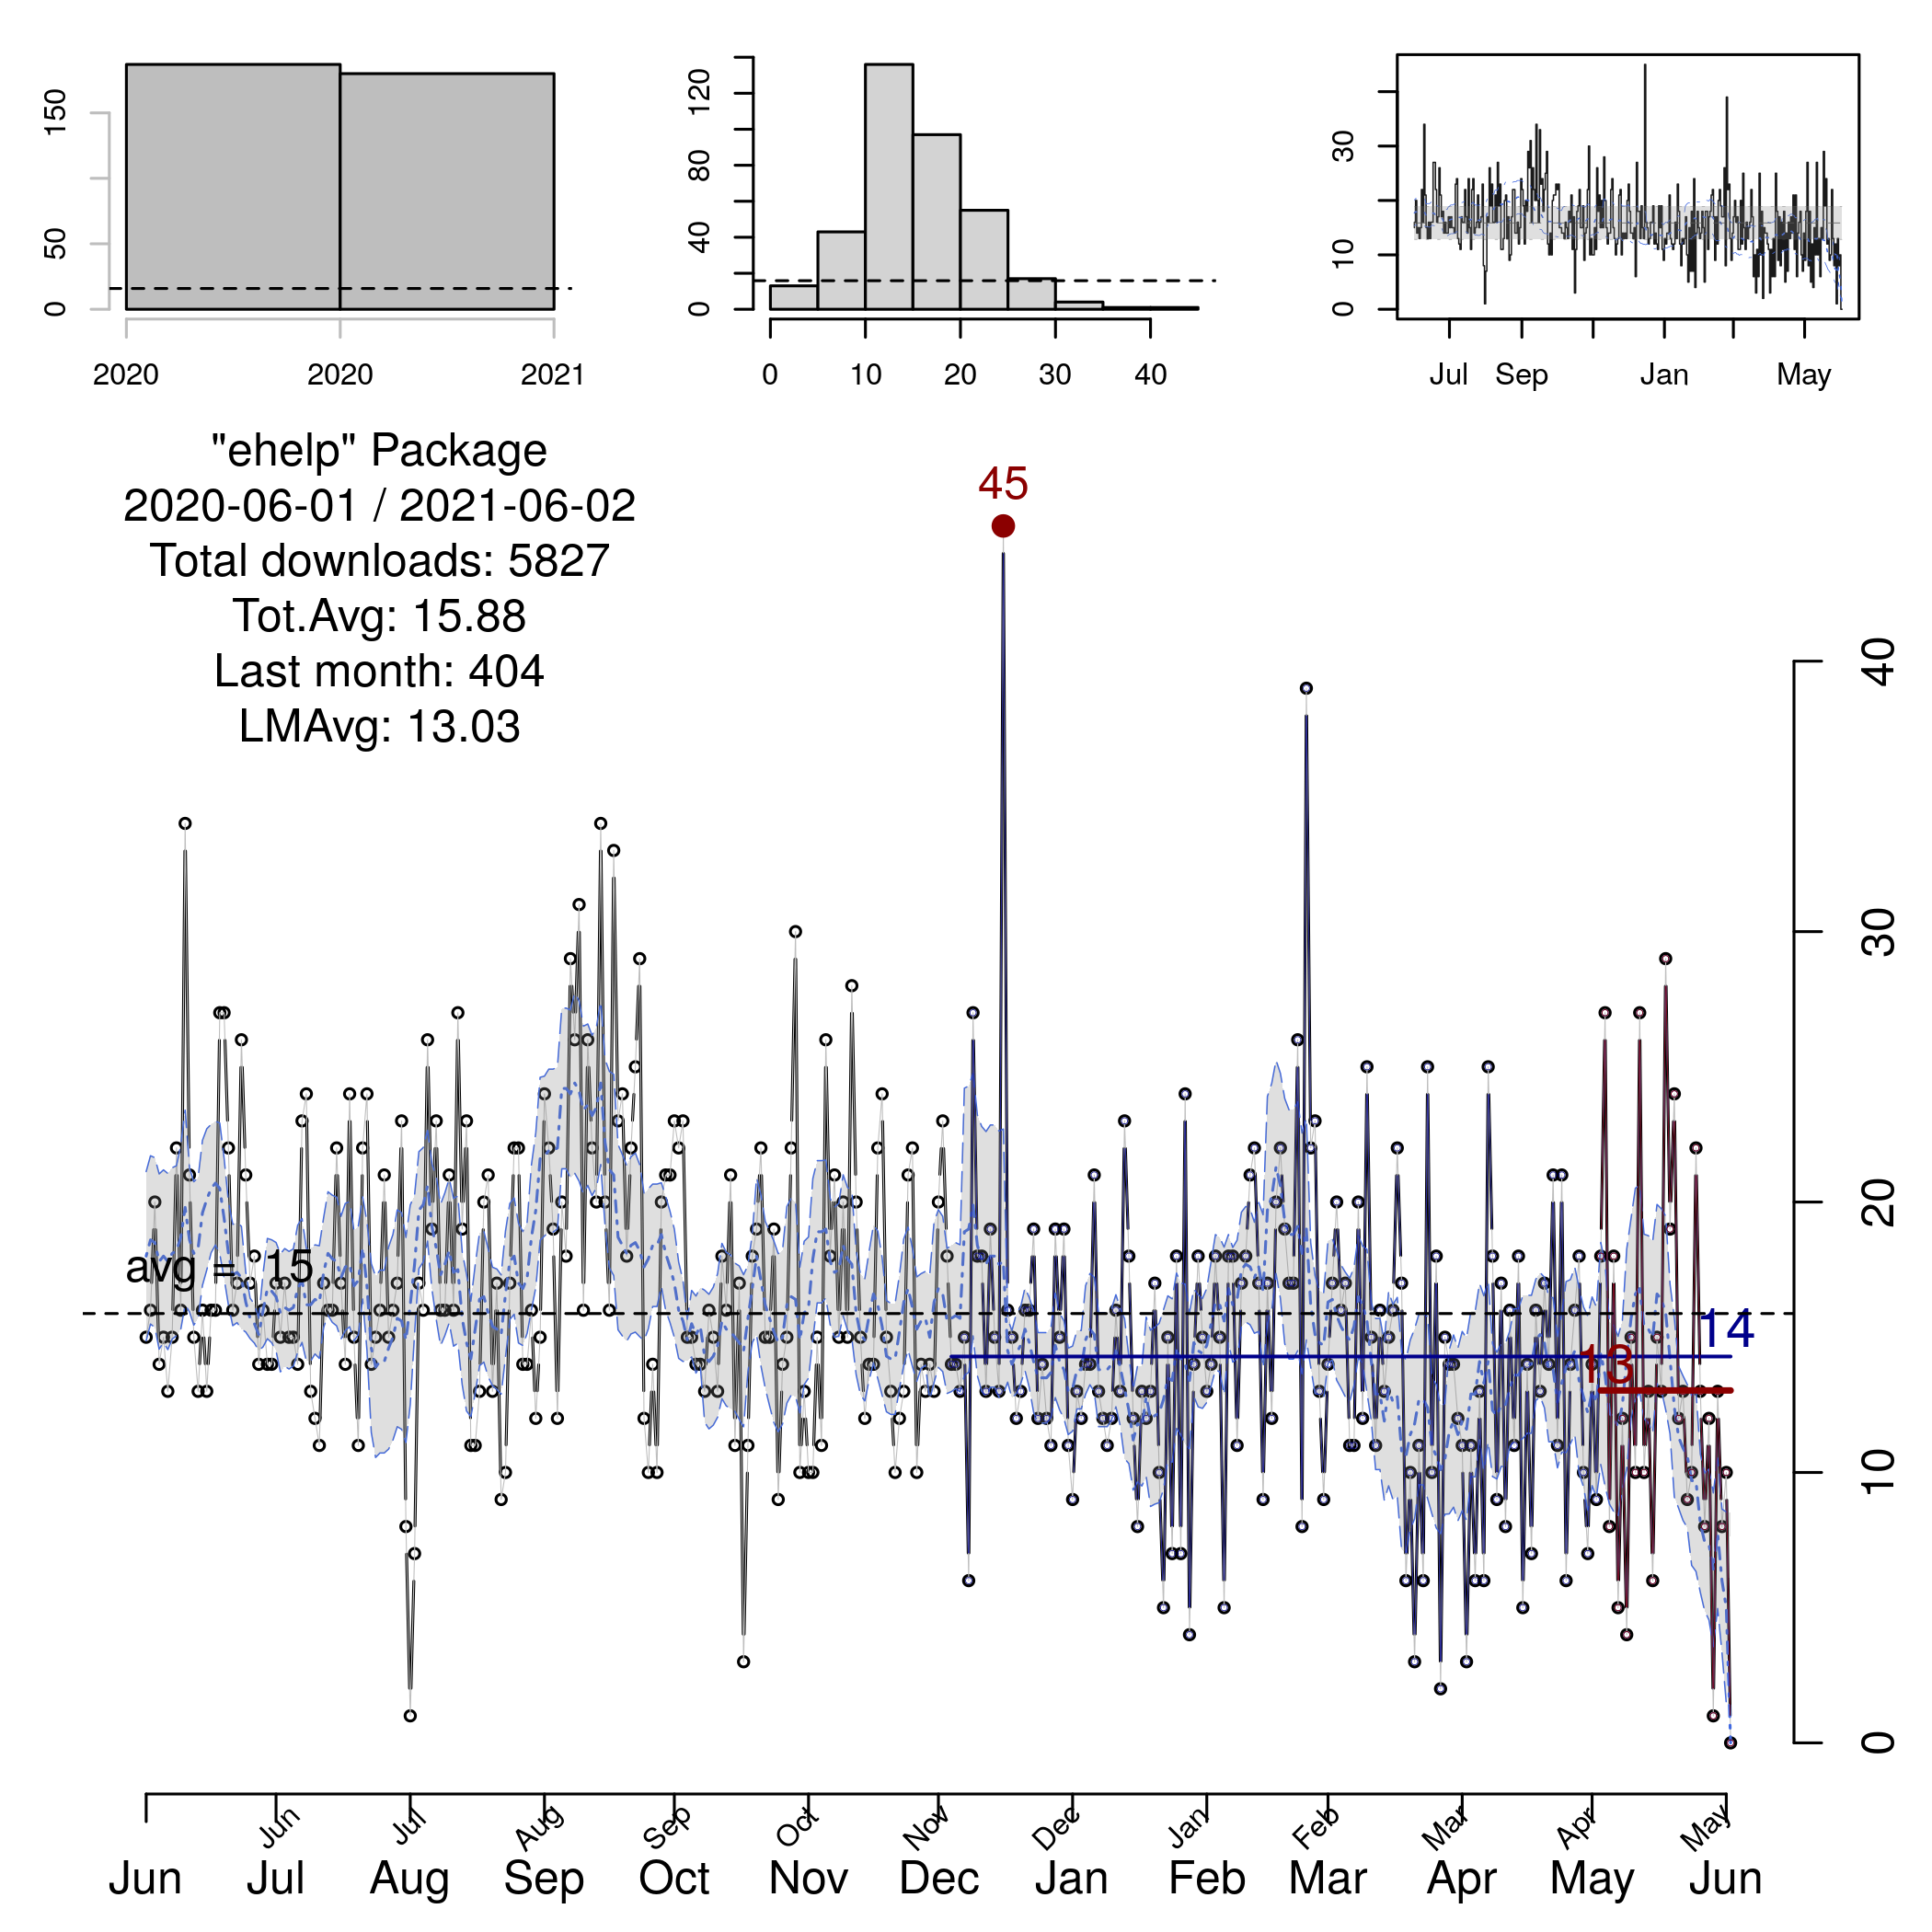 150
50
0
2020 2020 2021
120
80
40
0
0 10 20 30 40
30
10
0
Jul Sep Jan May
"ehelp" Package
2020-06-01 / 2021-06-02
Total downloads: 5827
Tot.Avg: 15.88
Last month: 404
LMAvg: 13.03
45
avg = 15
14
13
40
30
20
10
0
Jun Jul Aug Sep Oct Nov Dec Jan Feb Mar Apr May
Jun Jul Aug Sep Oct Nov Dec Jan Feb Mar Apr May Jun